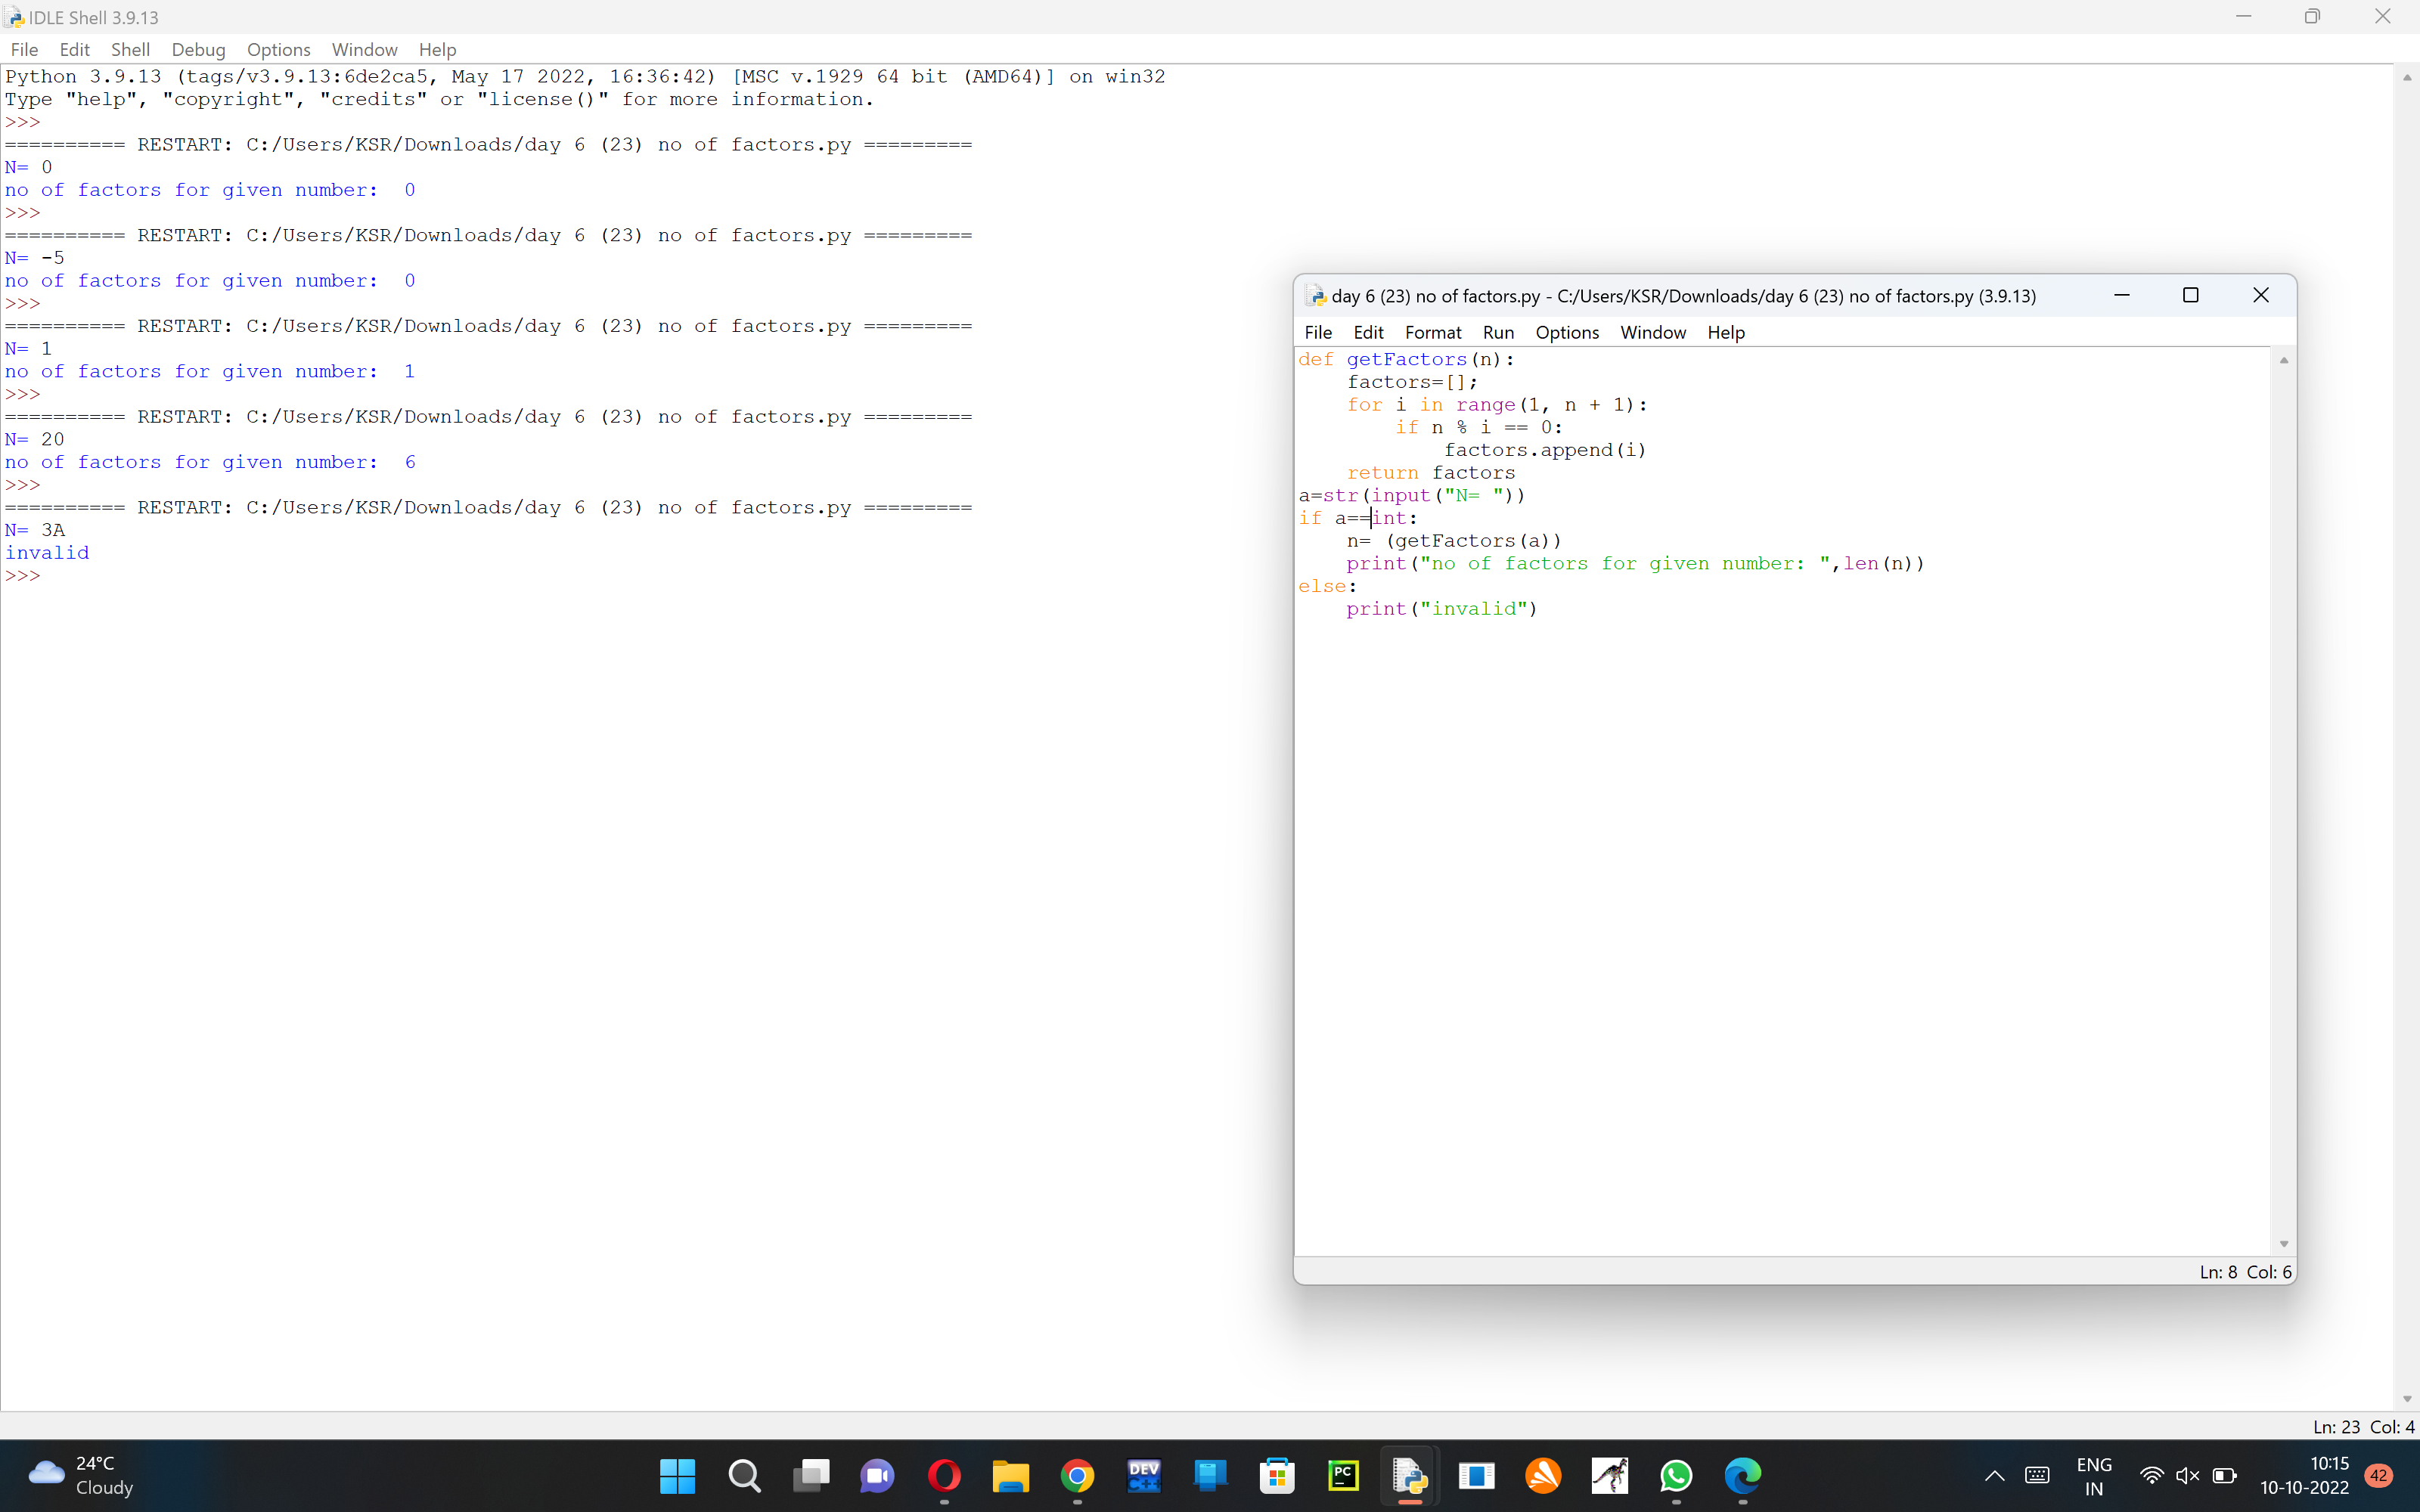 IDLE Shell 3.9.13
File Edit Shell Debug Options Window Help
Python 3.9.13 (tags/v3.9.13:6de2ca5, May 17 2022, 16:36:42) [MSC v.1929 64 bit (AMD64)] on win32
Type "help", "copyright", "credits" or "license()" for more information.
>>>
========== RESTART: C:/Users/KSR/Downloads/day 6 (23) no of factors.py =========
N= 0
no of factors for given number:  0
>>>
========== RESTART: C:/Users/KSR/Downloads/day 6 (23) no of factors.py =========
N= -5
no of factors for given number:  0
>>>
========== RESTART: C:/Users/KSR/Downloads/day 6 (23) no of factors.py =========
N= 1
no of factors for given number:  1
>>>
========== RESTART: C:/Users/KSR/Downloads/day 6 (23) no of factors.py =========
N= 20
no of factors for given number:  6
>>>
========== RESTART: C:/Users/KSR/Downloads/day 6 (23) no of factors.py =========
N= 3A
invalid
>>>
day 6 (23) no of factors.py - C:/Users/KSR/Downloads/day 6 (23) no of factors.py (3.9.13)
File Edit Format Run Options Window Help
def getFactors(n):
    factors=[];
    for i in range(1, n + 1):
        if n % i == 0:
            factors.append(i)
    return factors
a=str(input("N= "))
if a==int:
    n= (getFactors(a))
    print("no of factors for given number: ",len(n))
else:
    print("invalid")
Ln: 8 Col: 6
Ln: 23 Col: 4
24°C
Cloudy
DEV
C++
PC
ENG
IN
10:15
10-10-2022
42